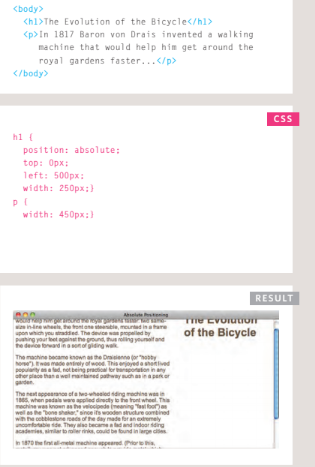 <body>
<h1>The Evolution of the Bicycle</h1>
<p>In 1817 Baron von Drais invented a walking
machine that would help him get around the
royal gardens faster...</p>
</body>
CSS
h1 {
position: absolute;
top: 0px;
left: 500px;
width: 250px;}
p {
width: 450px;}
RESULT
Absolute Positioning
would help him get around the royal gardens faster: two same-
size in-line wheels, the front one steerable, mounted in a frame
upon which you straddled. The device was propelled by
pushing your feet against the ground, thus rolling yourself and
the device forward in a sort of gliding walk.
The Evolution
of the Bicycle
The machine became known as the Draisienne (or "hobby
horse"). It was made entirely of wood. This enjoyed a short lived
popularity as a fad, not being practical for transportation in any
other place than a well maintained pathway such as in a park or
garden.
The next appearance of a two-wheeled riding machine was in
1865, when pedals were applied directly to the front wheel. This
machine was known as the velocipede (meaning "fast foot") as
well as the "bone shaker," since its wooden structure combined
with the cobblestone roads of the day made for an extremely
uncomfortable ride. They also became a fad and indoor riding
academies, similar to roller rinks, could be found in large cities.
In 1870 the first all-metal machine appeared. (Prior to this,